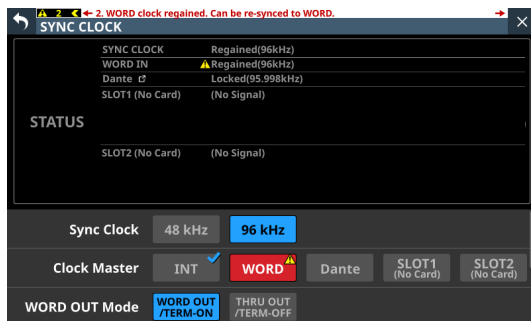 2 2. WORD clock regained. Can be re-synced to WORD.
SYNC CLOCK
SYNC CLOCK Regained(96kHz)
WORD IN Regained(96kHz)
Dante Locked(95.998kHz)
SLOT1 (No Card) (No Signal)
STATUS
SLOT2 (No Card) (No Signal)
Sync Clock 48 kHz 96 kHz
Clock Master INT WORD Dante SLOT1 (No Card) SLOT2 (No Card)
WORD OUT Mode WORD OUT /TERM-ON THRU OUT /TERM-OFF